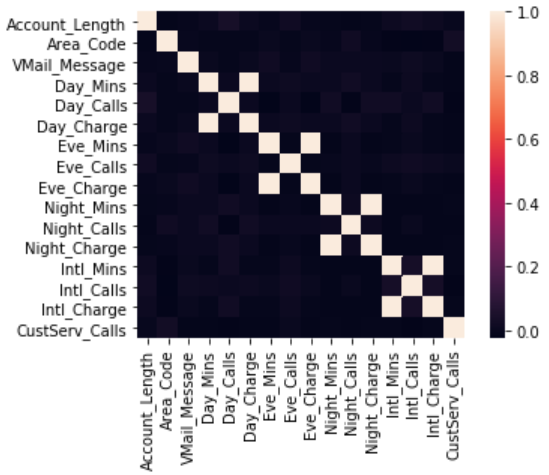 Account_Length
Area_Code
VMail_Message
Day_Mins
Day_Calls
Day_Charge
Eve_Mins
Eve_Calls
Eve_Charge
Night_Mins
Night_Calls
Night_Charge
Intl_Mins
Intl_Calls
Intl_Charge
CustServ_Calls
Account_Length
Area_Code
VMail_Message
Day_Mins
Day_Calls
Day_Charge
Eve_Mins
Eve_Calls
Eve_Charge
Night_Mins
Night_Calls
Night_Charge
Intl_Mins
Intl_Calls
Intl_Charge
CustServ_Calls
1.0
0.8
0.6
0.4
0.2
0.0